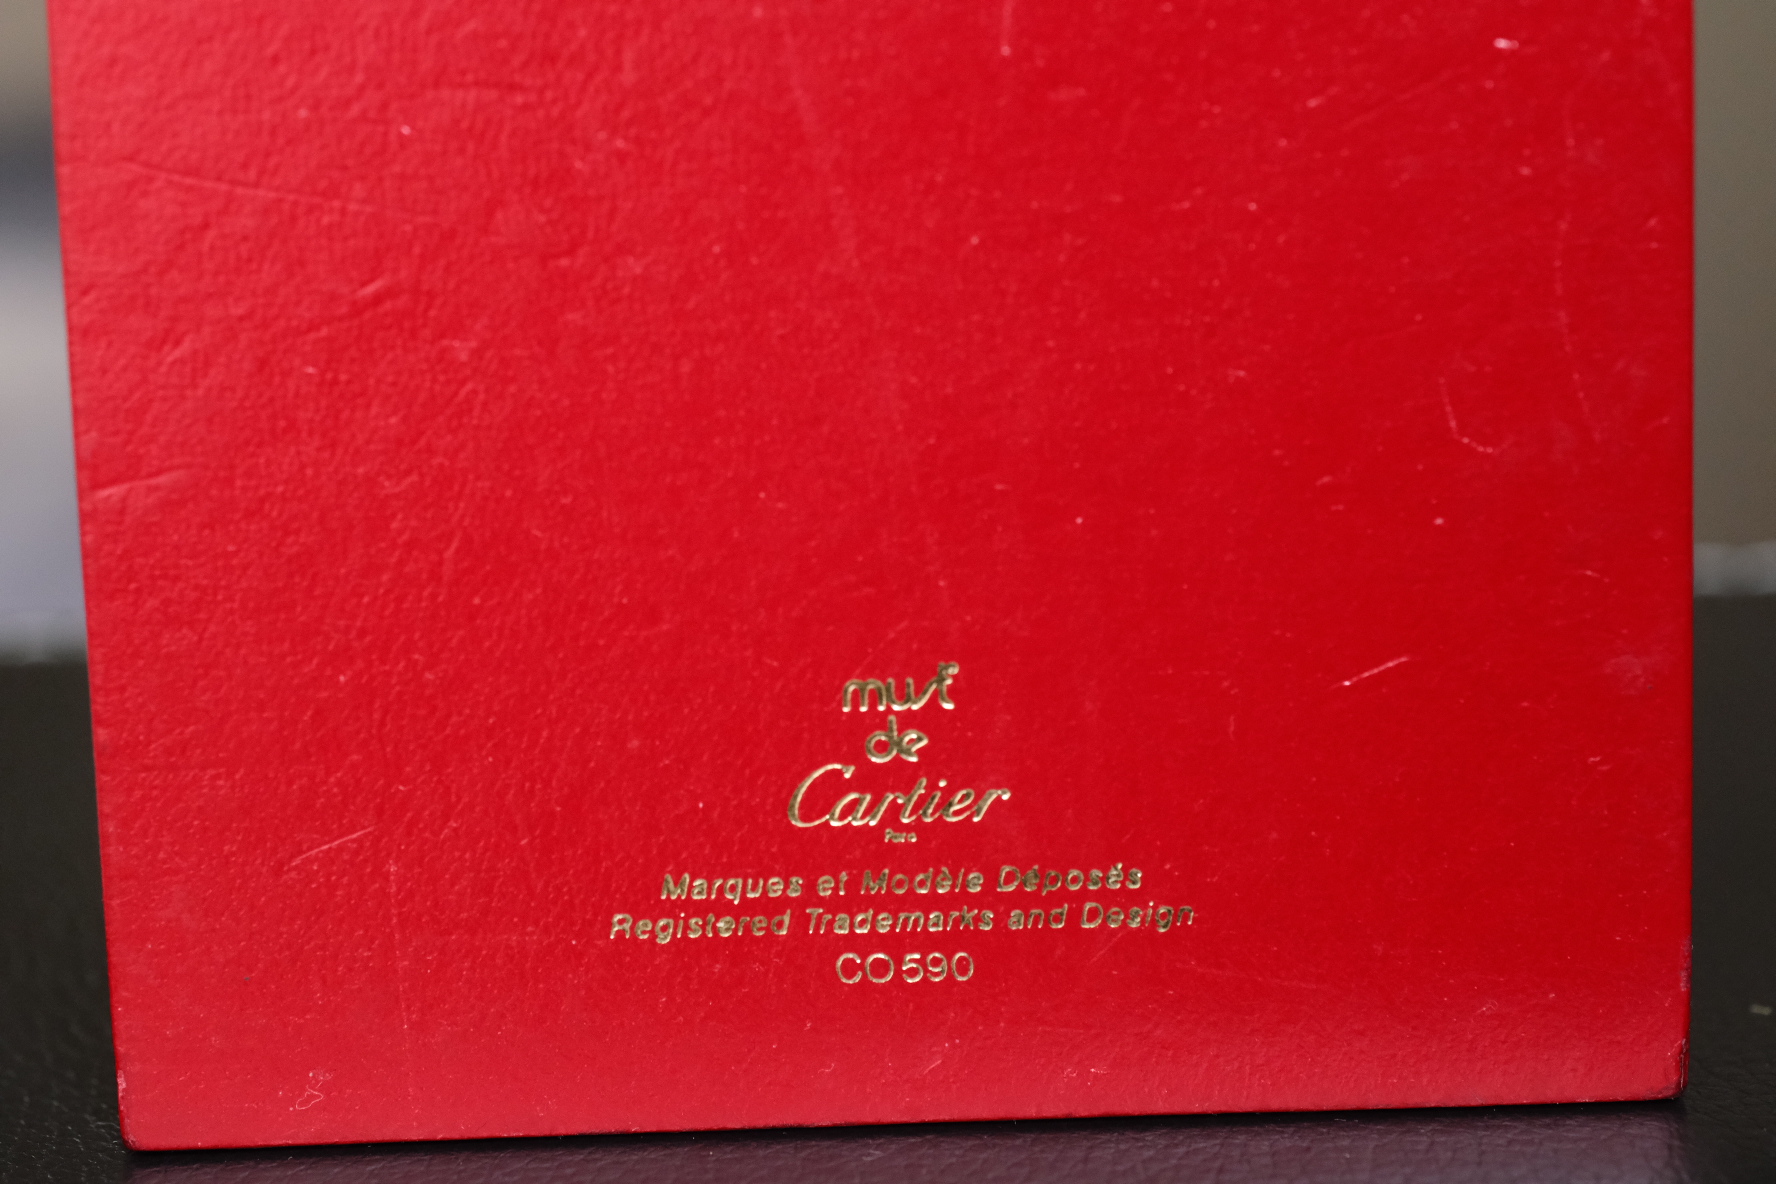 must
de
Cartier
Paris
Marques et Modèle Déposés
Registered Trademarks and Design
CO590